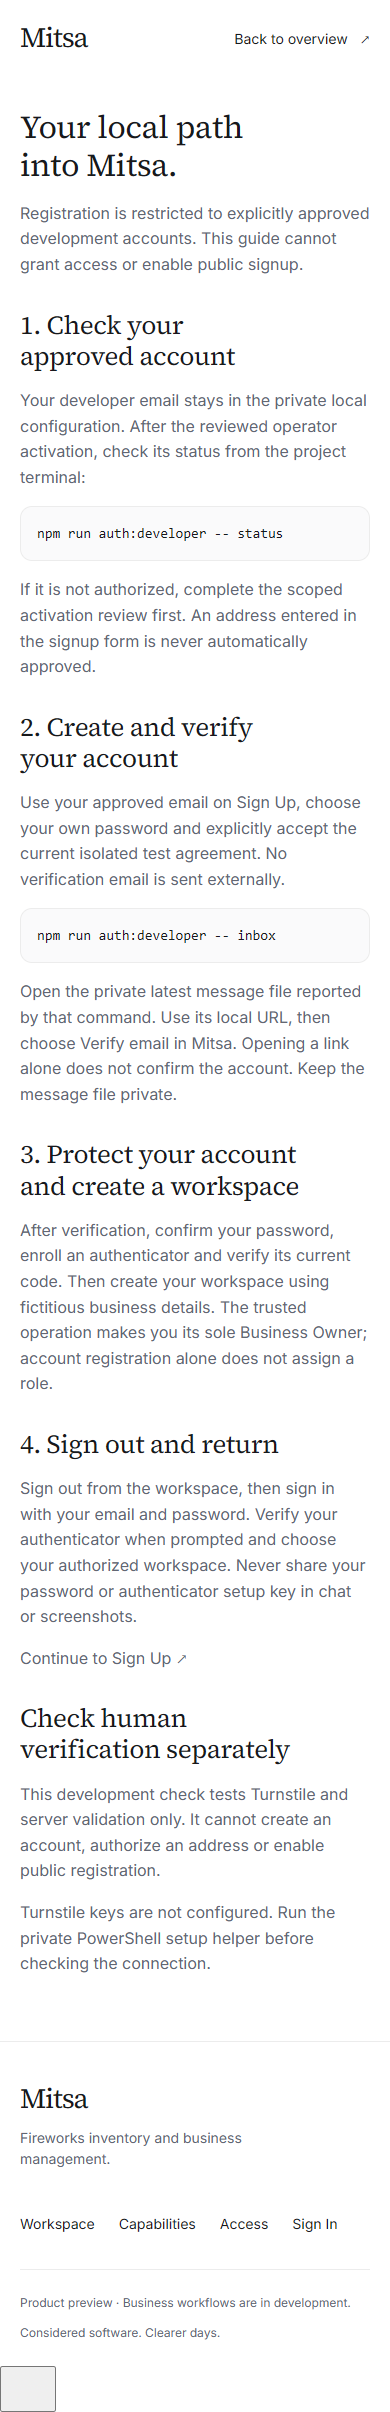 Mitsa
Back to overview ↗
Your local path
into Mitsa.
Registration is restricted to explicitly approved
development accounts. This guide cannot
grant access or enable public signup.
1. Check your
approved account
Your developer email stays in the private local
configuration. After the reviewed operator
activation, check its status from the project
terminal:
npm run auth:developer -- status
If it is not authorized, complete the scoped
activation review first. An address entered in
the signup form is never automatically
approved.
2. Create and verify
your account
Use your approved email on Sign Up, choose
your own password and explicitly accept the
current isolated test agreement. No
verification email is sent externally.
npm run auth:developer -- inbox
Open the private latest message file reported
by that command. Use its local URL, then
choose Verify email in Mitsa. Opening a link
alone does not confirm the account. Keep the
message file private.
3. Protect your account
and create a workspace
After verification, confirm your password,
enroll an authenticator and verify its current
code. Then create your workspace using
fictitious business details. The trusted
operation makes you its sole Business Owner;
account registration alone does not assign a
role.
4. Sign out and return
Sign out from the workspace, then sign in
with your email and password. Verify your
authenticator when prompted and choose
your authorized workspace. Never share your
password or authenticator setup key in chat
or screenshots.
Continue to Sign Up ↗
Check human
verification separately
This development check tests Turnstile and
server validation only. It cannot create an
account, authorize an address or enable
public registration.
Turnstile keys are not configured. Run the
private PowerShell setup helper before
checking the connection.
Mitsa
Fireworks inventory and business
management.
Workspace Capabilities Access Sign In
Product preview · Business workflows are in development.
Considered software. Clearer days.